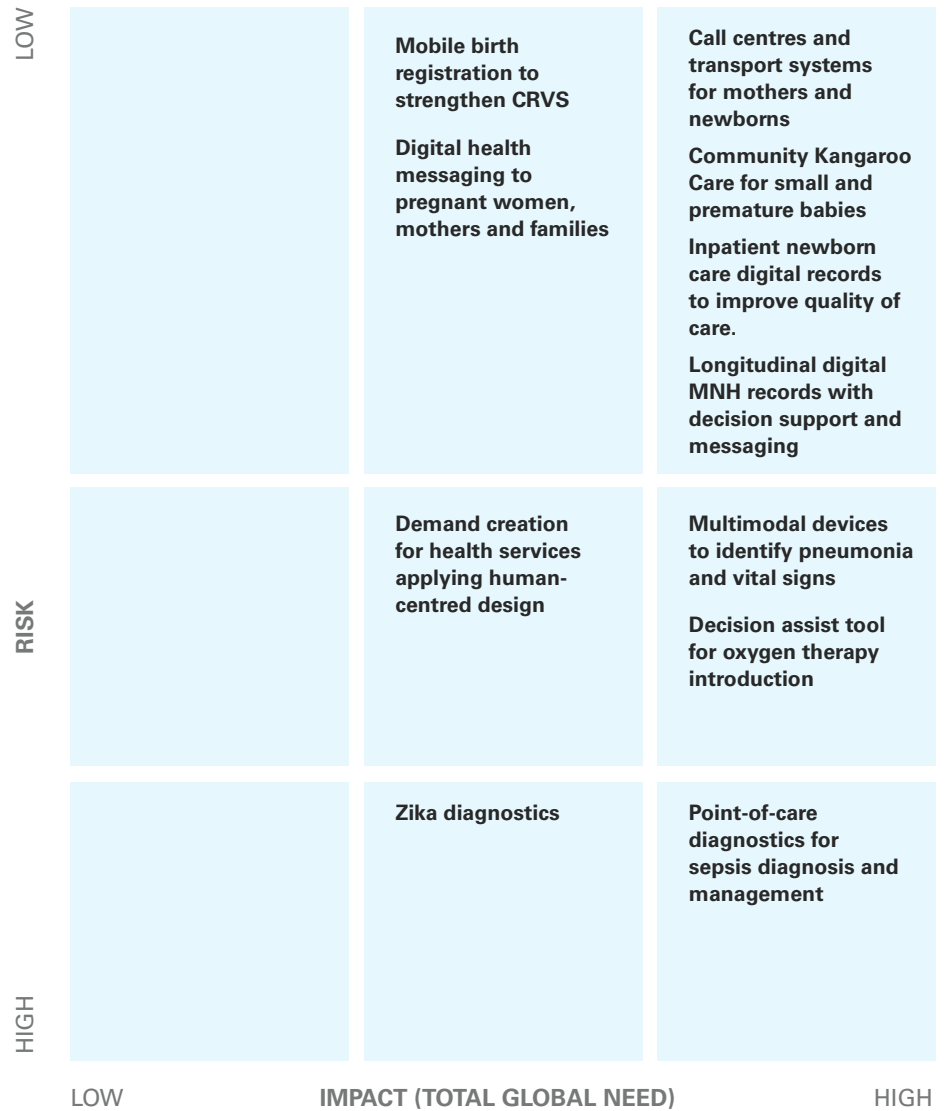 LOW
Mobile birth
registration to
strengthen CRVS
Digital health
messaging to
pregnant women,
mothers and families
Call centres and
transport systems
for mothers and
newborns
Community Kangaroo
Care for small and
premature babies
Inpatient newborn
care digital records
to improve quality of
care.
Longitudinal digital
MNH records with
decision support and
messaging
RISK
Demand creation
for health services
applying human-
centred design
Multimodal devices
to identify pneumonia
and vital signs
Decision assist tool
for oxygen therapy
introduction
HIGH
Zika diagnostics
Point-of-care
diagnostics for
sepsis diagnosis and
management
LOW
IMPACT (TOTAL GLOBAL NEED)
HIGH